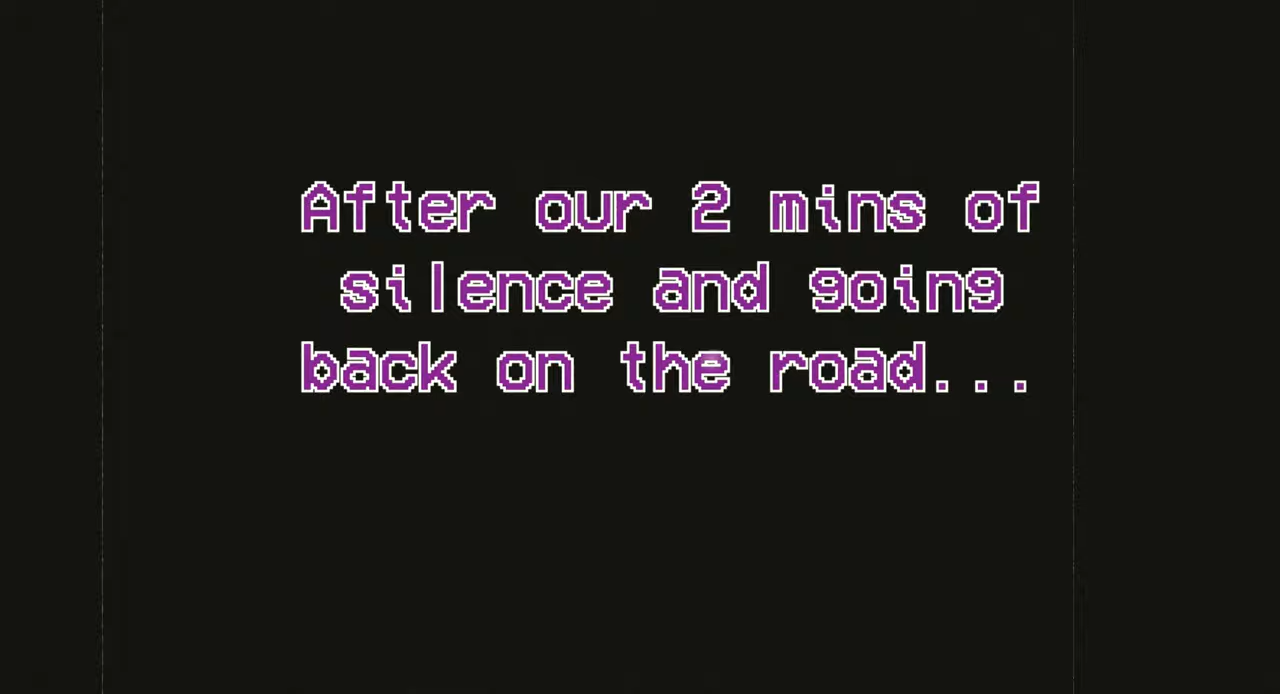 After our 2 mins of
silence and going
back on the road...